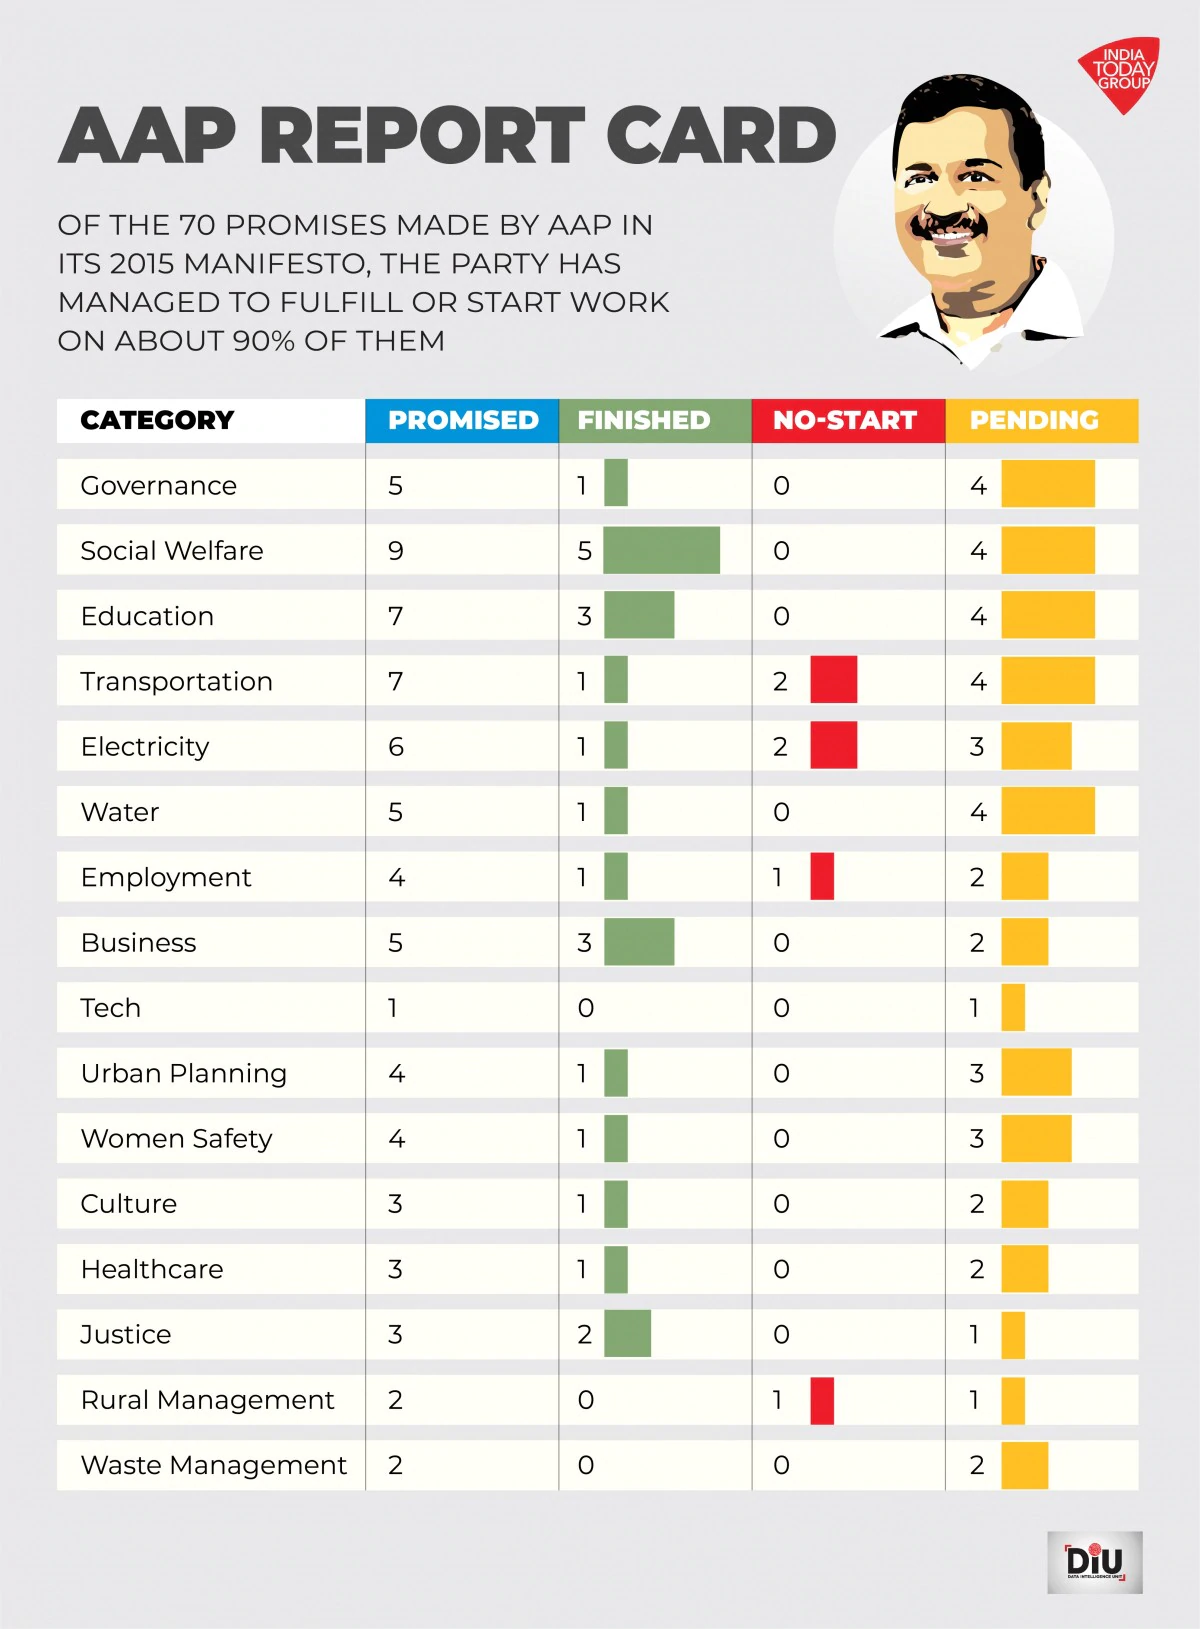 INDIA
TODAY
GROUP
AAP REPORT CARD
OF THE 70 PROMISES MADE BY AAP IN
ITS 2015 MANIFESTO, THE PARTY HAS
MANAGED TO FULFILL OR START WORK
ON ABOUT 90% OF THEM
CATEGORY PROMISED FINISHED NO-START PENDING
Governance 5 1 0 4
Social Welfare 9 5 0 4
Education 7 3 0 4
Transportation 7 1 2 4
Electricity 6 1 2 3
Water 5 1 0 4
Employment 4 1 1 2
Business 5 3 0 2
Tech 1 0 0 1
Urban Planning 4 1 0 3
Women Safety 4 1 0 3
Culture 3 1 0 2
Healthcare 3 1 0 2
Justice 3 2 0 1
Rural Management 2 0 1 1
Waste Management 2 0 0 2
DIU
DATA INTELLIGENCE UNIT